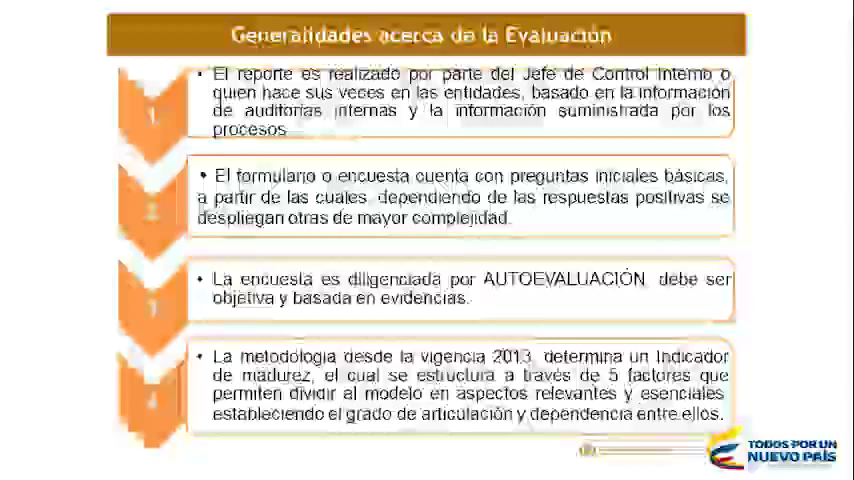 Generalidades acerca de la Evaluación
1
• El reporte es realizado por parte del Jefe de Control Interno o
quien hace sus veces en las entidades, basado en la información
de auditorías internas y la información suministrada por los
procesos
2
• El formulario o encuesta cuenta con preguntas iniciales básicas,
a partir de las cuales, dependiendo de las respuestas positivas se
despliegan otras de mayor complejidad.
3
• La encuesta es diligenciada por AUTOEVALUACIÓN, debe ser
objetiva y basada en evidencias.
4
• La metodología desde la vigencia 2013, determina un Indicador
de madurez, el cual se estructura a través de 5 factores que
permiten dividir al modelo en aspectos relevantes y esenciales,
estableciendo el grado de articulación y dependencia entre ellos.
TODOS POR UN
NUEVO PAÍS